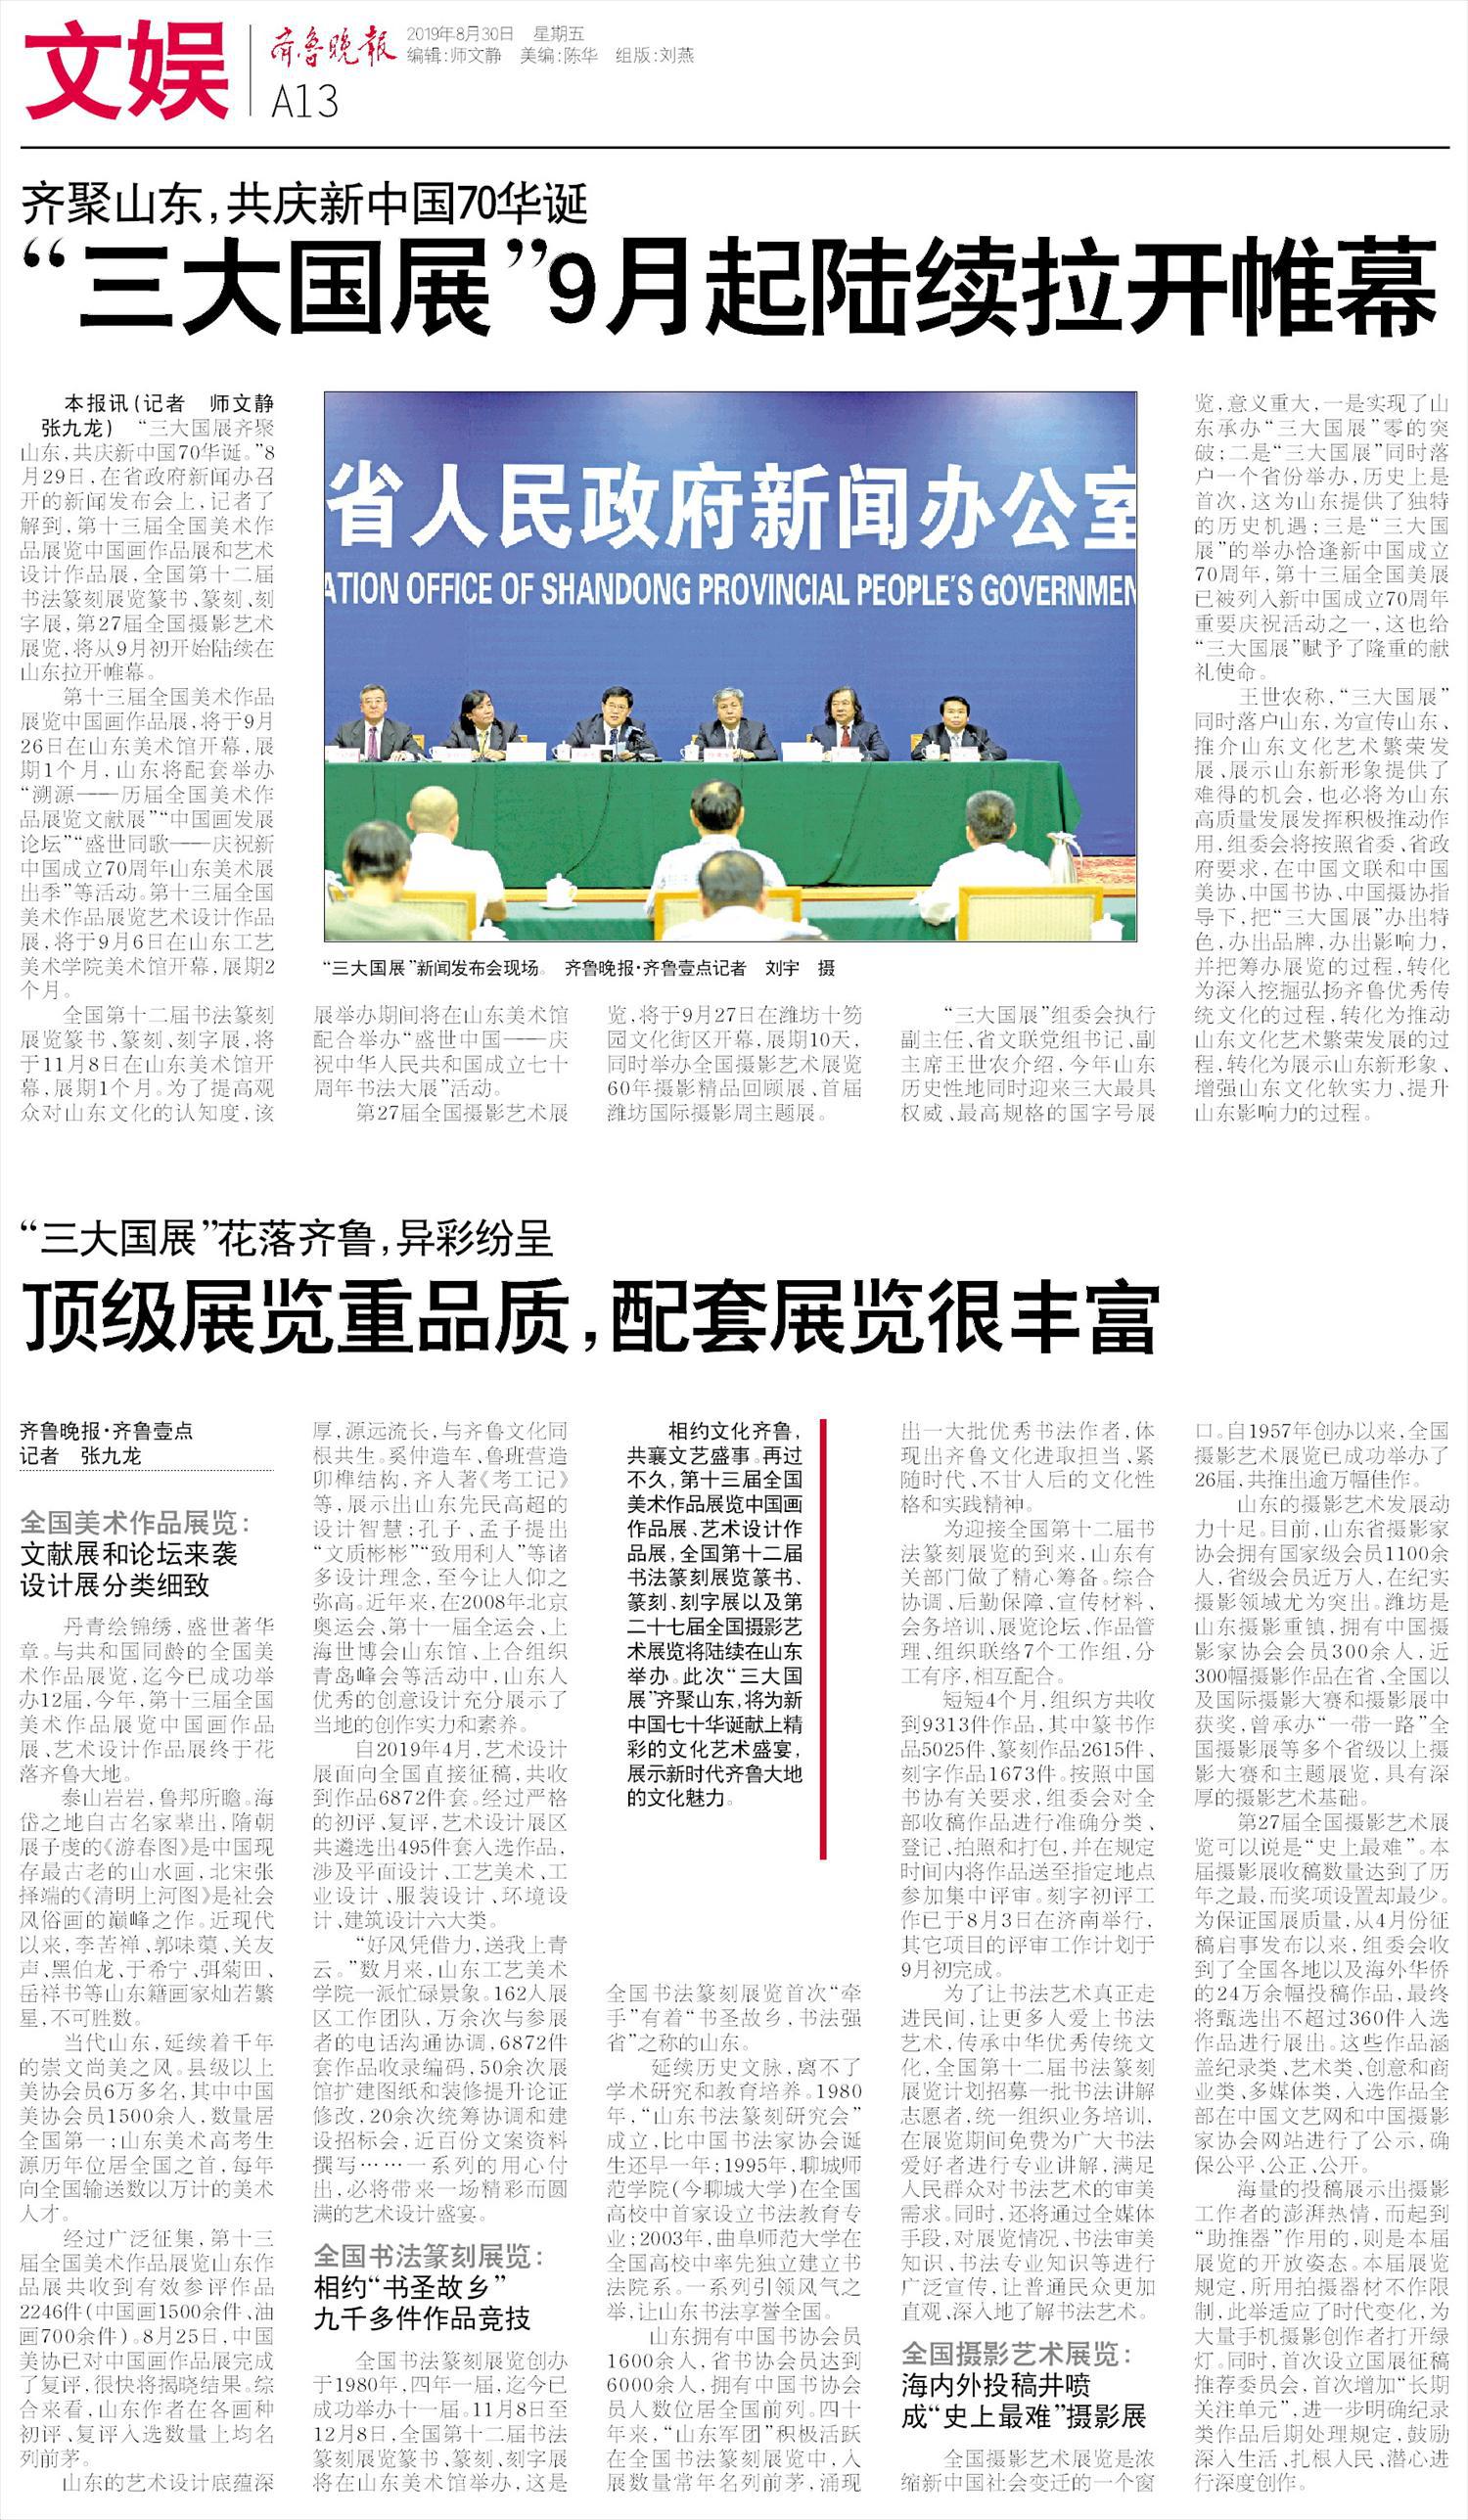 文娱
齐鲁晚报
A13
2019年8月30日　星期五
编辑:师文静　美编:陈华　组版:刘燕
齐聚山东,共庆新中国70华诞
“三大国展”9月起陆续拉开帷幕
本报讯(记者　师文静
张九龙)　“三大国展齐聚
山东,共庆新中国70华诞。”8
月29日,在省政府新闻办召
开的新闻发布会上,记者了
解到,第十三届全国美术作
品展览中国画作品展和艺术
设计作品展,全国第十二届
书法篆刻展览篆书、篆刻、刻
字展,第27届全国摄影艺术
展览,将从9月初开始陆续在
山东拉开帷幕。
第十三届全国美术作品
展览中国画作品展,将于9月
26日在山东美术馆开幕,展
期1个月,山东将配套举办
“溯源——历届全国美术作
品展览文献展”“中国画发展
论坛”“盛世同歌——庆祝新
中国成立70周年山东美术展
出季”等活动。第十三届全国
美术作品展览艺术设计作品
展,将于9月6日在山东工艺
美术学院美术馆开幕,展期2
个月。
全国第十二届书法篆刻
展览篆书、篆刻、刻字展,将
于11月8日在山东美术馆开
幕,展期1个月。为了提高观
众对山东文化的认知度,该
省人民政府新闻办公室
ATION OFFICE OF SHANDONG PROVINCIAL PEOPLE'S GOVERNMEN
“三大国展”新闻发布会现场。　齐鲁晚报·齐鲁壹点记者　刘宇　摄
展举办期间将在山东美术馆
配合举办“盛世中国——庆
祝中华人民共和国成立七十
周年书法大展”活动。
第27届全国摄影艺术展
览,将于9月27日在潍坊十笏
园文化街区开幕,展期10天,
同时举办全国摄影艺术展览
60年摄影精品回顾展、首届
潍坊国际摄影周主题展。
“三大国展”组委会执行
副主任、省文联党组书记、副
主席王世农介绍,今年山东
历史性地同时迎来三大最具
权威、最高规格的国字号展
览,意义重大,一是实现了山
东承办“三大国展”零的突
破;二是“三大国展”同时落
户一个省份举办,历史上是
首次,这为山东提供了独特
的历史机遇;三是“三大国
展”的举办恰逢新中国成立
70周年,第十三届全国美展
已被列入新中国成立70周年
重要庆祝活动之一,这也给
“三大国展”赋予了隆重的献
礼使命。
王世农称,“三大国展”
同时落户山东,为宣传山东、
推介山东文化艺术繁荣发
展、展示山东新形象提供了
难得的机会,也必将为山东
高质量发展发挥积极推动作
用,组委会将按照省委、省政
府要求,在中国文联和中国
美协、中国书协、中国摄协指
导下,把“三大国展”办出特
色,办出品牌,办出影响力,
并把筹办展览的过程,转化
为深入挖掘弘扬齐鲁优秀传
统文化的过程,转化为推动
山东文化艺术繁荣发展的过
程,转化为展示山东新形象、
增强山东文化软实力、提升
山东影响力的过程。
“三大国展”花落齐鲁,异彩纷呈
顶级展览重品质,配套展览很丰富
齐鲁晚报·齐鲁壹点
记者　张九龙
全国美术作品展览:
文献展和论坛来袭
设计展分类细致
丹青绘锦绣,盛世著华
章。与共和国同龄的全国美
术作品展览,迄今已成功举
办12届,今年,第十三届全国
美术作品展览中国画作品
展、艺术设计作品展终于花
落齐鲁大地。
泰山岩岩,鲁邦所瞻。海
岱之地自古名家辈出,隋朝
展子虔的《游春图》是中国现
存最古老的山水画,北宋张
择端的《清明上河图》是社会
风俗画的巅峰之作。近现代
以来,李苦禅、郭味蕖、关友
声、黑伯龙、于希宁、弭菊田、
岳祥书等山东籍画家灿若繁
星,不可胜数。
当代山东,延续着千年
的崇文尚美之风。县级以上
美协会员6万多名,其中中国
美协会员1500余人,数量居
全国第一;山东美术高考生
源历年位居全国之首,每年
向全国输送数以万计的美术
人才。
经过广泛征集,第十三
届全国美术作品展览山东作
品展共收到有效参评作品
2246件(中国画1500余件、油
画700余件)。8月25日,中国
美协已对中国画作品展完成
了复评,很快将揭晓结果。综
合来看,山东作者在各画种
初评、复评入选数量上均名
列前茅。
山东的艺术设计底蕴深
厚,源远流长,与齐鲁文化同
根共生。奚仲造车、鲁班营造
卯榫结构,齐人著《考工记》
等,展示出山东先民高超的
设计智慧;孔子、孟子提出
“文质彬彬”“致用利人”等诸
多设计理念,至今让人仰之
弥高。近年来,在2008年北京
奥运会、第十一届全运会、上
海世博会山东馆、上合组织
青岛峰会等活动中,山东人
优秀的创意设计充分展示了
当地的创作实力和素养。
自2019年4月,艺术设计
展面向全国直接征稿,共收
到作品6872件套。经过严格
的初评、复评,艺术设计展区
共遴选出495件套入选作品,
涉及平面设计、工艺美术、工
业设计、服装设计、环境设
计、建筑设计六大类。
“好风凭借力,送我上青
云。”数月来,山东工艺美术
学院一派忙碌景象。162人展
区工作团队,万余次与参展
者的电话沟通协调,6872件
套作品收录编码,50余次展
馆扩建图纸和装修提升论证
修改,20余次统筹协调和建
设招标会,近百份文案资料
撰写……一系列的用心付
出,必将带来一场精彩而圆
满的艺术设计盛宴。
全国书法篆刻展览:
相约“书圣故乡”
九千多件作品竞技
全国书法篆刻展览创办
于1980年,四年一届,迄今已
成功举办十一届。11月8日至
12月8日,全国第十二届书法
篆刻展览篆书、篆刻、刻字展
将在山东美术馆举办,这是
相约文化齐鲁,
共襄文艺盛事。再过
不久,第十三届全国
美术作品展览中国画
作品展、艺术设计作
品展,全国第十二届
书法篆刻展览篆书、
篆刻、刻字展以及第
二十七届全国摄影艺
术展览将陆续在山东
举办。此次“三大国
展”齐聚山东,将为新
中国七十华诞献上精
彩的文化艺术盛宴,
展示新时代齐鲁大地
的文化魅力。
全国书法篆刻展览首次“牵
手”有着“书圣故乡,书法强
省”之称的山东。
延续历史文脉,离不了
学术研究和教育培养。1980
年,“山东书法篆刻研究会”
成立,比中国书法家协会诞
生还早一年;1995年,聊城师
范学院(今聊城大学)在全国
高校中首家设立书法教育专
业;2003年,曲阜师范大学在
全国高校中率先独立建立书
法院系。一系列引领风气之
举,让山东书法享誉全国。
山东拥有中国书协会员
1600余人,省书协会员达到
6000余人,拥有中国书协会
员人数位居全国前列。四十
年来,“山东军团”积极活跃
在全国书法篆刻展览中,入
展数量常年名列前茅,涌现
出一大批优秀书法作者,体
现出齐鲁文化进取担当、紧
随时代、不甘人后的文化性
格和实践精神。
为迎接全国第十二届书
法篆刻展览的到来,山东有
关部门做了精心筹备。综合
协调、后勤保障、宣传材料、
会务培训、展览论坛、作品管
理、组织联络7个工作组,分
工有序,相互配合。
短短4个月,组织方共收
到9313件作品,其中篆书作
品5025件、篆刻作品2615件、
刻字作品1673件。按照中国
书协有关要求,组委会对全
部收稿作品进行准确分类、
登记、拍照和打包,并在规定
时间内将作品送至指定地点
参加集中评审。刻字初评工
作已于8月3日在济南举行,
其它项目的评审工作计划于
9月初完成。
为了让书法艺术真正走
进民间,让更多人爱上书法
艺术,传承中华优秀传统文
化,全国第十二届书法篆刻
展览计划招募一批书法讲解
志愿者,统一组织业务培训,
在展览期间免费为广大书法
爱好者进行专业讲解,满足
人民群众对书法艺术的审美
需求。同时,还将通过全媒体
手段,对展览情况、书法审美
知识、书法专业知识等进行
广泛宣传,让普通民众更加
直观、深入地了解书法艺术。
全国摄影艺术展览:
海内外投稿井喷
成“史上最难”摄影展
全国摄影艺术展览是浓
缩新中国社会变迁的一个窗
口。自1957年创办以来,全国
摄影艺术展览已成功举办了
26届,共推出逾万幅佳作。
山东的摄影艺术发展动
力十足。目前,山东省摄影家
协会拥有国家级会员1100余
人,省级会员近万人,在纪实
摄影领域尤为突出。潍坊是
山东摄影重镇,拥有中国摄
影家协会会员300余人,近
300幅摄影作品在省、全国以
及国际摄影大赛和摄影展中
获奖,曾承办“一带一路”全
国摄影展等多个省级以上摄
影大赛和主题展览,具有深
厚的摄影艺术基础。
第27届全国摄影艺术展
览可以说是“史上最难”。本
届摄影展收稿数量达到了历
年之最,而奖项设置却最少。
为保证国展质量,从4月份征
稿启事发布以来,组委会收
到了全国各地以及海外华侨
的24万余幅投稿作品,最终
将甄选出不超过360件入选
作品进行展出。这些作品涵
盖纪录类、艺术类、创意和商
业类、多媒体类,入选作品全
部在中国文艺网和中国摄影
家协会网站进行了公示,确
保公平、公正、公开。
海量的投稿展示出摄影
工作者的澎湃热情,而起到
“助推器”作用的,则是本届
展览的开放姿态。本届展览
规定,所用拍摄器材不作限
制,此举适应了时代变化,为
大量手机摄影创作者打开绿
灯。同时,首次设立国展征稿
推荐委员会,首次增加“长期
关注单元”,进一步明确纪录
类作品后期处理规定,鼓励
深入生活、扎根人民、潜心进
行深度创作。